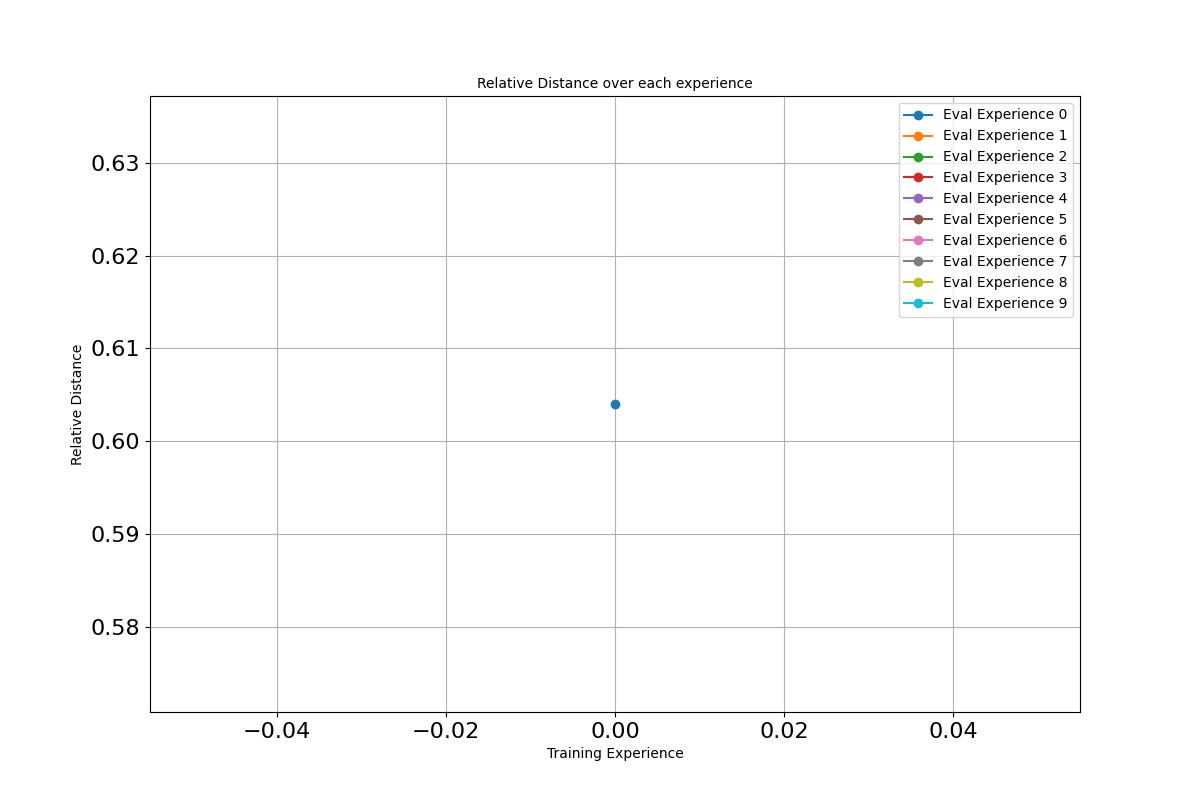 Relative Distance over each experience
Eval Experience 0
Eval Experience 1
Eval Experience 2
Eval Experience 3
Eval Experience 4
Eval Experience 5
Eval Experience 6
Eval Experience 7
Eval Experience 8
Eval Experience 9
Relative Distance
0.63
0.62
0.61
0.60
0.59
0.58
−0.04 −0.02 0.00 0.02 0.04
Training Experience